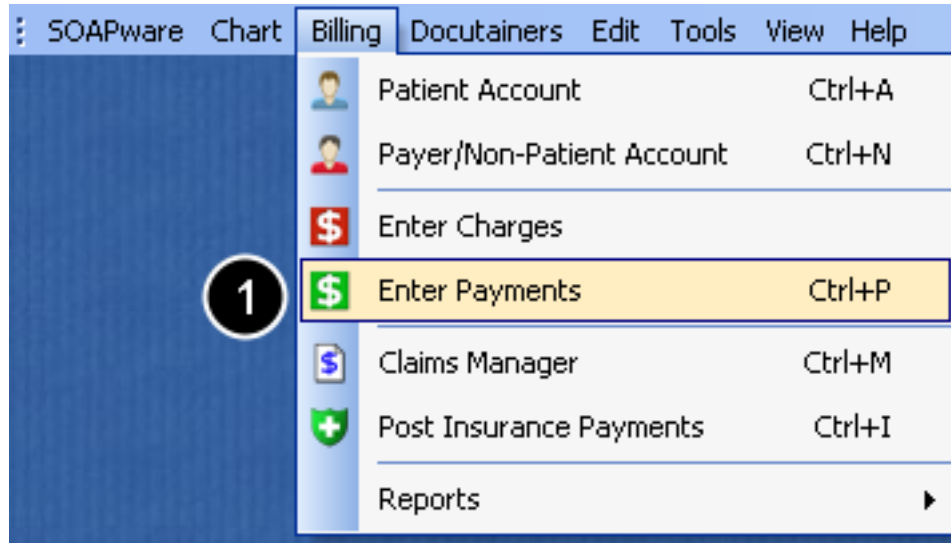 SOAPware Chart Billing Docutainers Edit Tools View Help
Patient Account Ctrl+A
Payer/Non-Patient Account Ctrl+N
$ Enter Charges
1 $ Enter Payments Ctrl+P
$ Claims Manager Ctrl+M
Post Insurance Payments Ctrl+I
Reports